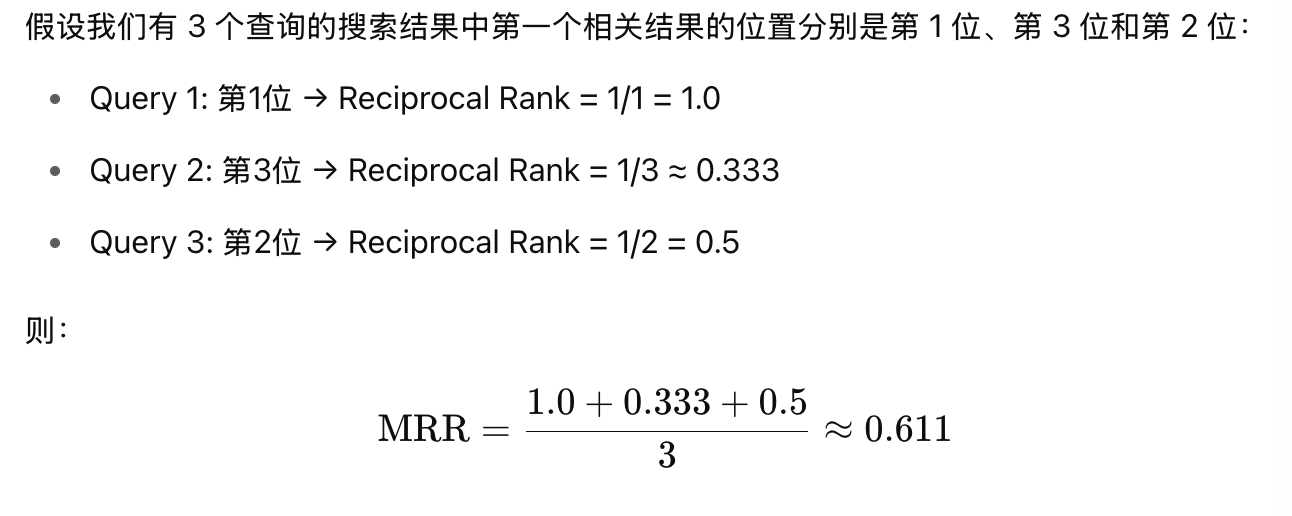 假设我们有 3 个查询的搜索结果中第一个相关结果的位置分别是第 1 位、第 3 位和第 2 位：
• Query 1: 第1位 → Reciprocal Rank = 1/1 = 1.0
• Query 2: 第3位 → Reciprocal Rank = 1/3 ≈ 0.333
• Query 3: 第2位 → Reciprocal Rank = 1/2 = 0.5
则：
1.0 + 0.333 + 0.5
MRR = ≈ 0.611
3